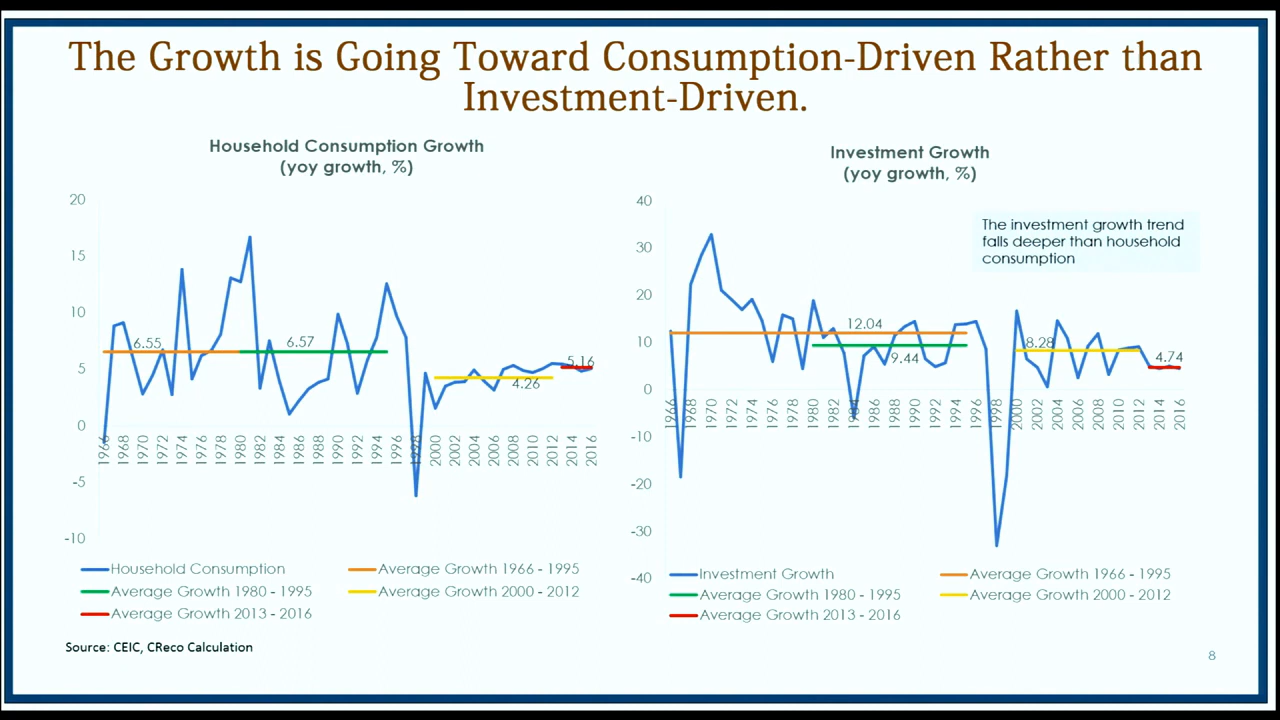 The Growth is Going Toward Consumption-Driven Rather than
Investment-Driven.
Household Consumption Growth
(yoy growth, %)
20
15
10
5
0
-5
-10
6.55
6.57
4.26
5.16
1966 1968 1970 1972 1974 1976 1978 1980 1982 1984 1986 1988 1990 1992 1994 1996 1998 2000 2002 2004 2006 2008 2010 2012 2014 2016
Household Consumption
Average Growth 1966 - 1995
Average Growth 1980 - 1995
Average Growth 2000 - 2012
Average Growth 2013 - 2016
Investment Growth
(yoy growth, %)
40
30
20
10
0
-10
-20
-30
-40
The investment growth trend
falls deeper than household
consumption
12.04
9.44
8.28
4.74
1966 1968 1970 1972 1974 1976 1978 1980 1982 1984 1986 1988 1990 1992 1994 1996 1998 2000 2002 2004 2006 2008 2010 2012 2014 2016
Investment Growth
Average Growth 1966 - 1995
Average Growth 1980 - 1995
Average Growth 2000 - 2012
Average Growth 2013 - 2016
Source: CEIC, CReco Calculation
8